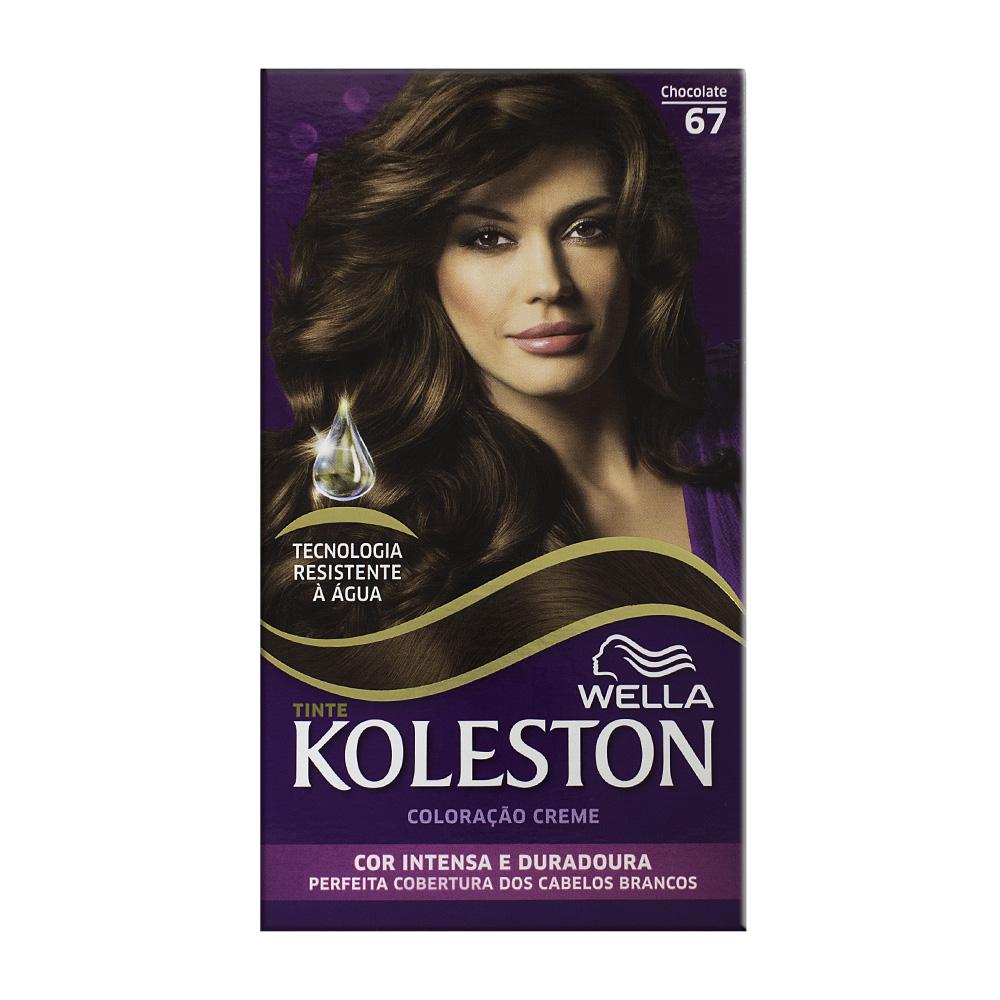 Chocolate
67
TECNOLOGIA
RESISTENTE
À ÁGUA
WELLA
TINTE
KOLESTON
COLORAÇÃO CREME
COR INTENSA E DURADOURA
PERFEITA COBERTURA DOS CABELOS BRANCOS